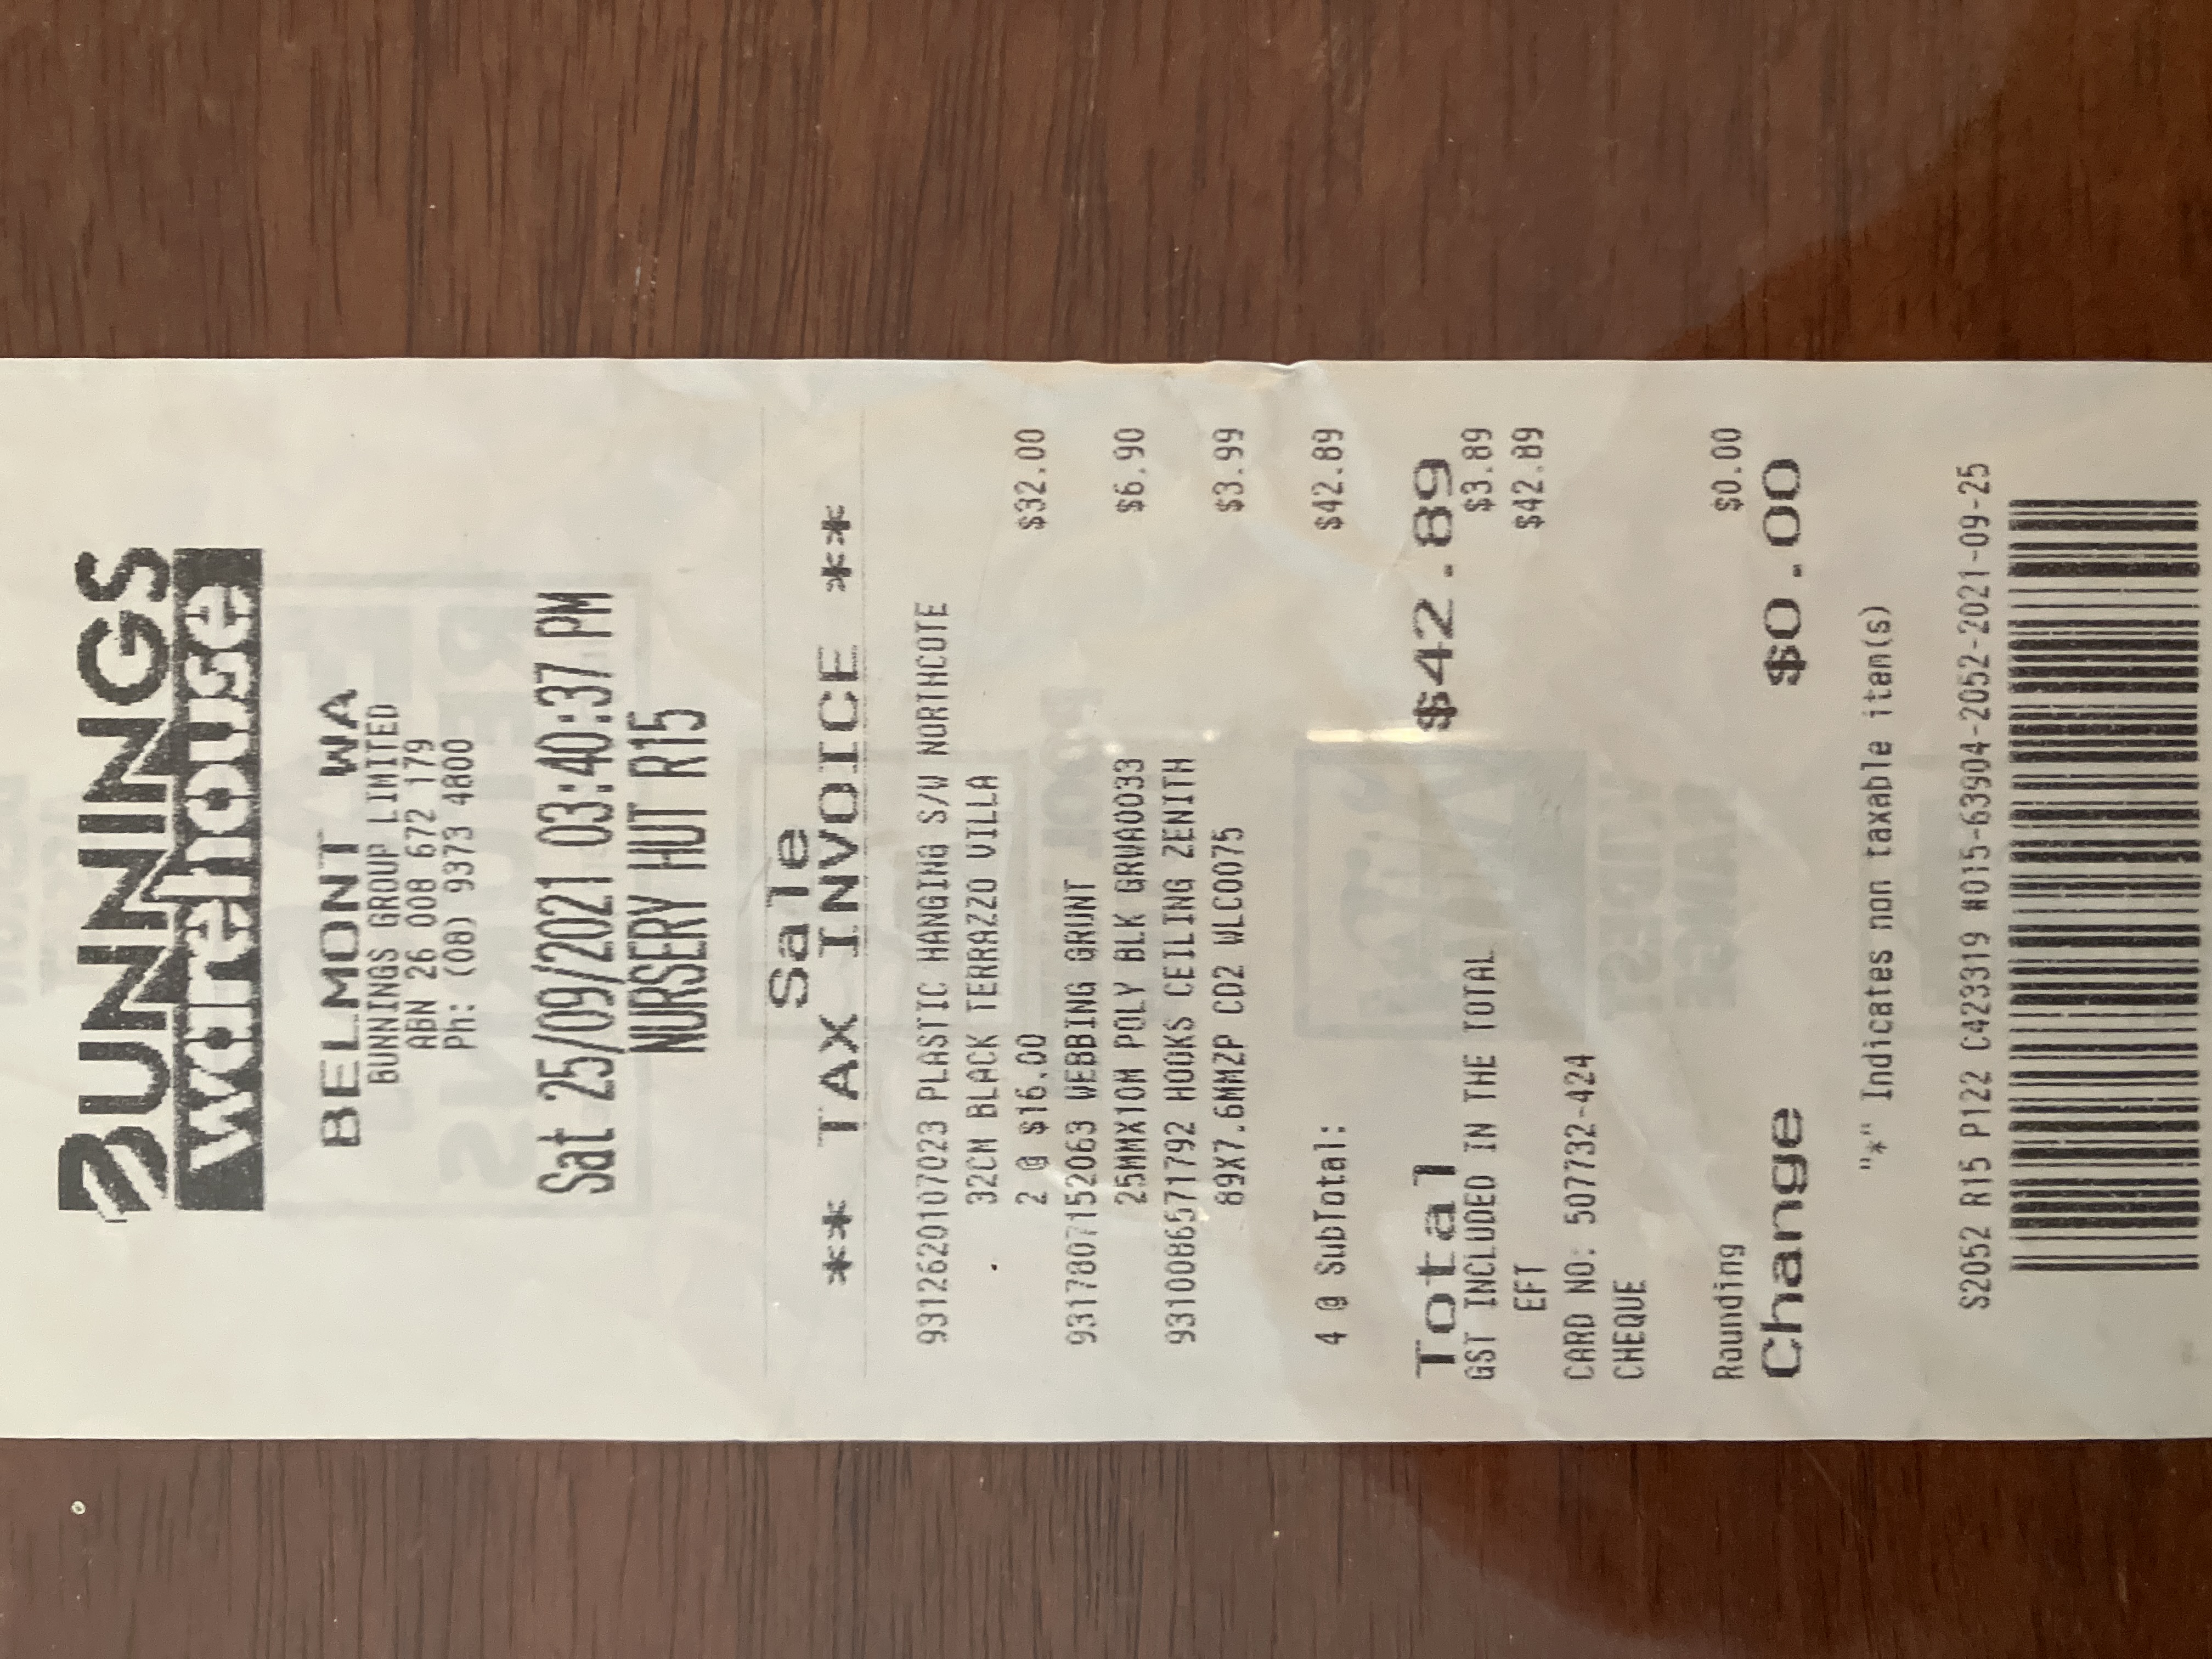 BUNNINGS
warehouse
BELMONT WA
BUNNINGS GROUP LIMITED
ABN 26 008 672 179
Ph: (08) 9373 4800
Sat 25/09/2021 03:40:37 PM
NURSERY HUT R15
Sale
** TAX INVOICE **
9312620107023 PLASTIC HANGING S/W NORTHCOTE
32CM BLACK TERRAZZO VILLA
2 @ $16.00 $32.00
9317807152063 WEBBING GRUNT
25MMX10M POLY BLK GRWA0033 $6.90
9310086571792 HOOKS CEILING ZENITH
89X7.6MMZP CD2 WLC0075 $3.99
4 @ SubTotal: $42.89
Total $42.89
GST INCLUDED IN THE TOTAL $3.89
EFT $42.89
CARD NO: 507732-424
CHEQUE
Rounding $0.00
Change $0.00
"*" Indicates non taxable item(s)
S2052 R15 P122 C423319 #015-63904-2052-2021-09-25